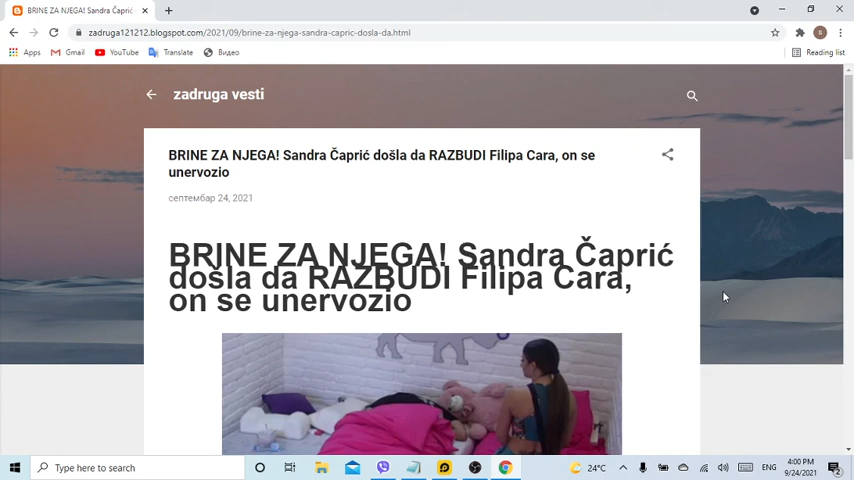 BRINE ZA NJEGA! Sandra Čaprić
zadruga121212.blogspot.com/2021/09/brine-za-njega-sandra-capric-dosla-da.html
B
Apps
Gmail
YouTube
Translate
Видео
Reading list
zadruga vesti
BRINE ZA NJEGA! Sandra Čaprić došla da RAZBUDI Filipa Cara, on se
unervozio
септембар 24, 2021
BRINE ZA NJEGA! Sandra Čaprić
došla da RAZBUDI Filipa Cara,
on se unervozio
Type here to search
24°C
ENG
4:00 PM
9/24/2021
2